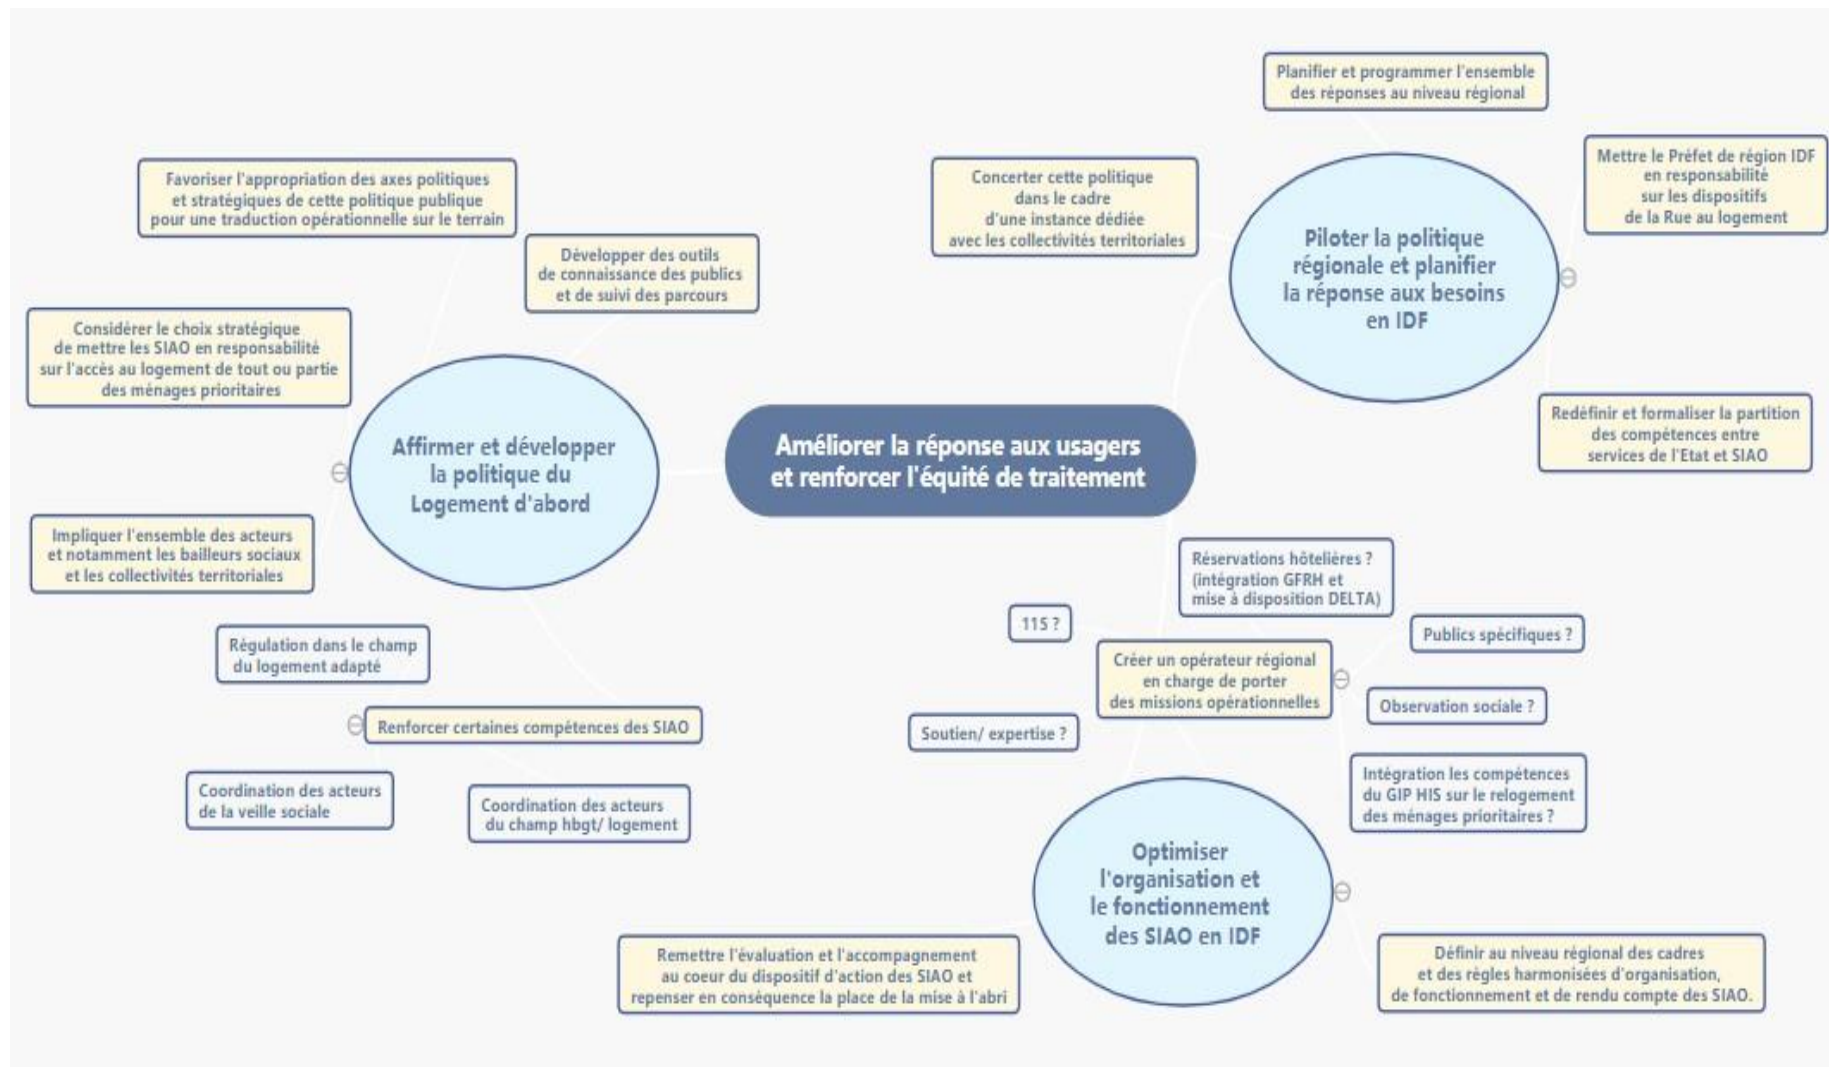 Planifier et programmer l'ensemble
des réponses au niveau régional
Mettre le Préfet de région IDF
en responsabilité
sur les dispositifs
de la Rue au logement
Concerter cette politique
dans le cadre
d'une instance dédiée
avec les collectivités territoriales
Piloter la politique
régionale et planifier
la réponse aux besoins
en IDF
Redéfinir et formaliser la partition
des compétences entre
services de l'Etat et SIAO
Favoriser l'appropriation des axes politiques
et stratégiques de cette politique publique
pour une traduction opérationnelle sur le terrain
Développer des outils
de connaissance des publics
et de suivi des parcours
Considérer le choix stratégique
de mettre les SIAO en responsabilité
sur l'accès au logement de tout ou partie
des ménages prioritaires
Affirmer et développer
la politique du
Logement d'abord
Améliorer la réponse aux usagers
et renforcer l'équité de traitement
Impliquer l'ensemble des acteurs
et notamment les bailleurs sociaux
et les collectivités territoriales
Régulation dans le champ
du logement adapté
Renforcer certaines compétences des SIAO
Coordination des acteurs
de la veille sociale
Coordination des acteurs
du champ hbgt/ logement
Réservations hôtelières ?
(intégration GFRH et
mise à disposition DELTA)
115 ?
Publics spécifiques ?
Créer un opérateur régional
en charge de porter
des missions opérationnelles
Observation sociale ?
Soutien/ expertise ?
Intégration les compétences
du GIP HIS sur le relogement
des ménages prioritaires ?
Optimiser
l'organisation et
le fonctionnement
des SIAO en IDF
Remettre l'évaluation et l'accompagnement
au coeur du dispositif d'action des SIAO et
repenser en conséquence la place de la mise à l'abri
Définir au niveau régional des cadres
et des règles harmonisées d'organisation,
de fonctionnement et de rendu compte des SIAO.